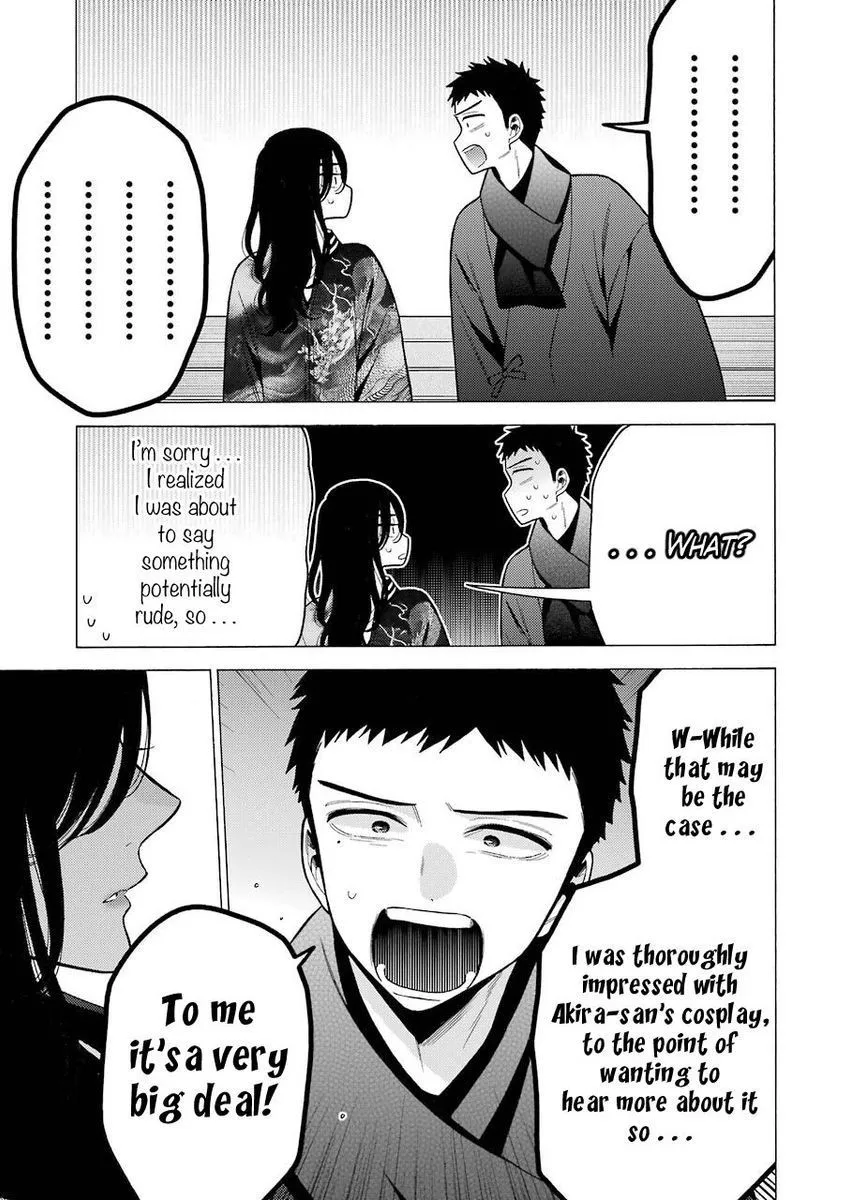 . . . WHAT?
I'm sorry . . .
I realized
I was about
to say
something
potentially
rude, so . . .
W-While
that may
be the
case . . .
I was thoroughly
impressed with
Akira-san's cosplay,
to the point of
wanting to
hear more about it
so . . .
To me
it's a very
big deal!